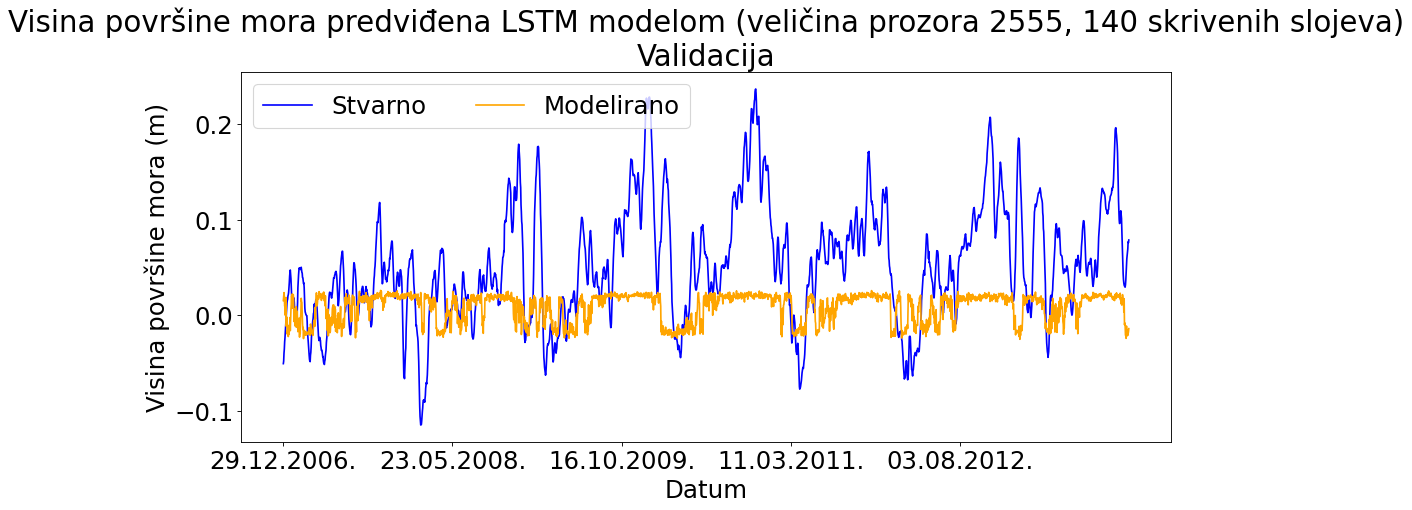 Visina površine mora predviđena LSTM modelom (veličina prozora 2555, 140 skrivenih slojeva)
Validacija
Stvarno
Modelirano
Visina površine mora (m)
0.2
0.1
0.0
−0.1
29.12.2006.
23.05.2008.
16.10.2009.
11.03.2011.
03.08.2012.
Datum